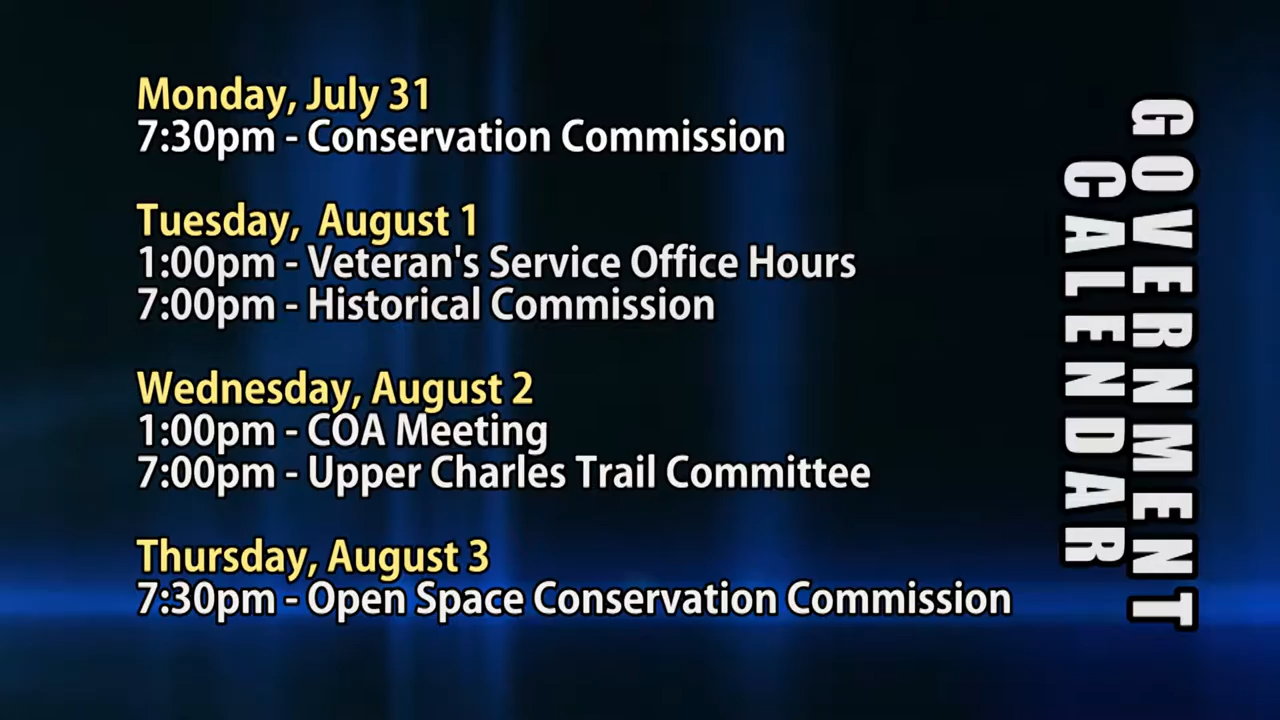 Monday, July 31
7:30pm - Conservation Commission
Tuesday, August 1
1:00pm - Veteran's Service Office Hours
7:00pm - Historical Commission
Wednesday, August 2
1:00pm - COA Meeting
7:00pm - Upper Charles Trail Committee
Thursday, August 3
7:30pm - Open Space Conservation Commission
GOVERNMENT
CALENDAR